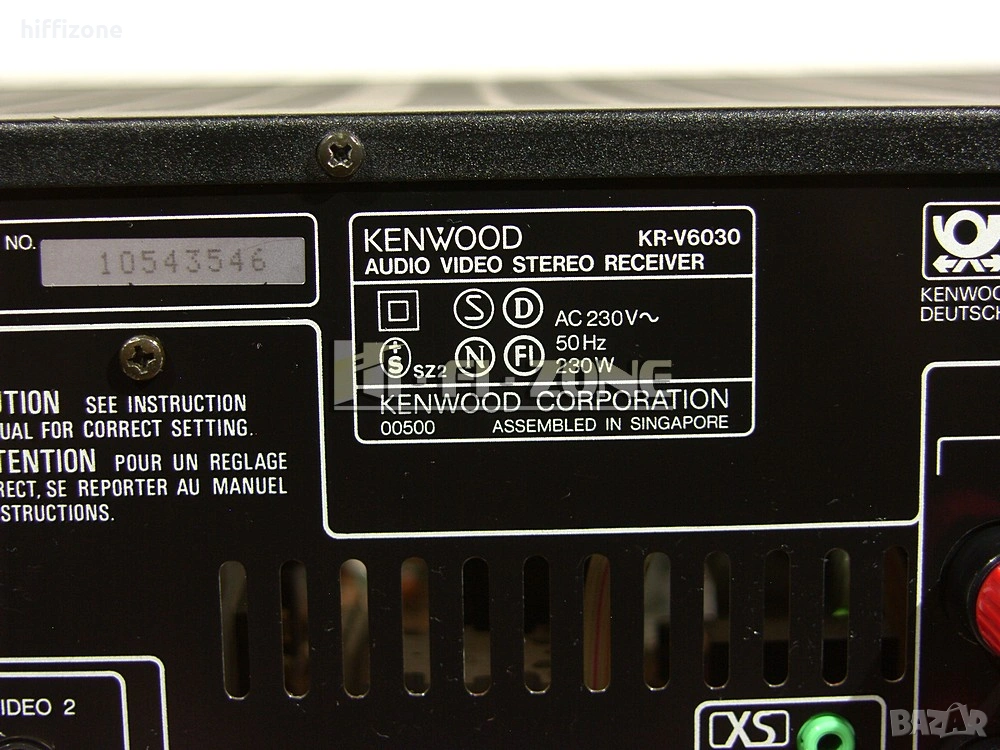 hiffizone
NO.
10543546
KENWOOD KR-V6030
AUDIO VIDEO STEREO RECEIVER
S D
AC 230V~
50Hz
S SZ2 N FI
230W
KENWOOD CORPORATION
00500 ASSEMBLED IN SINGAPORE
UTION SEE INSTRUCTION
UAL FOR CORRECT SETTING.
TENTION POUR UN REGLAGE
RECT, SE REPORTER AU MANUEL
STRUCTIONS.
KENWOO
DEUTSCH
IDEO 2
XS
BAZAR